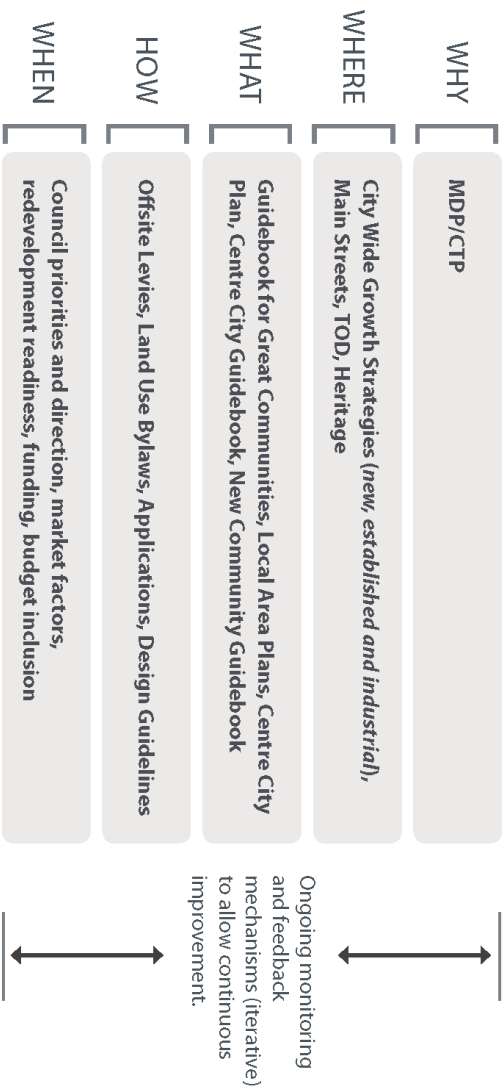 WHY
MDP/CTP
WHERE
City Wide Growth Strategies (new, established and industrial),
Main Streets, TOD, Heritage
WHAT
Guidebook for Great Communities, Local Area Plans, Centre City
Plan, Centre City Guidebook, New Community Guidebook
HOW
Offsite Levies, Land Use Bylaws, Applications, Design Guidelines
WHEN
Council priorities and direction, market factors,
redevelopment readiness, funding, budget inclusion
Ongoing monitoring
and feedback
mechanisms (iterative)
to allow continuous
improvement.